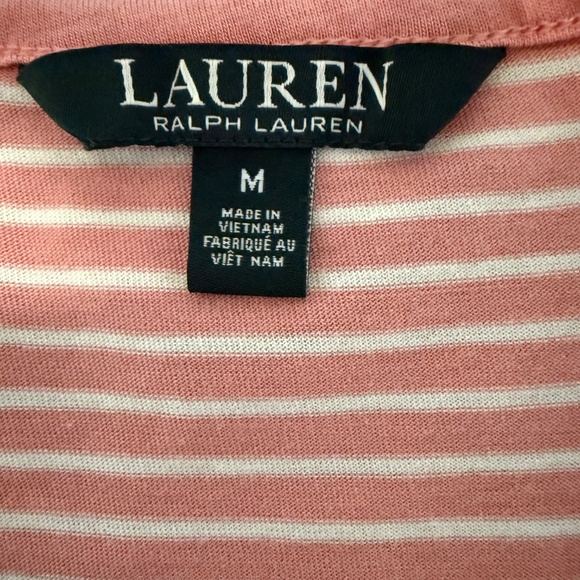 LAUREN
RALPH LAUREN
M
MADE IN
VIETNAM
FABRIQUÉ AU
VIÊT NAM